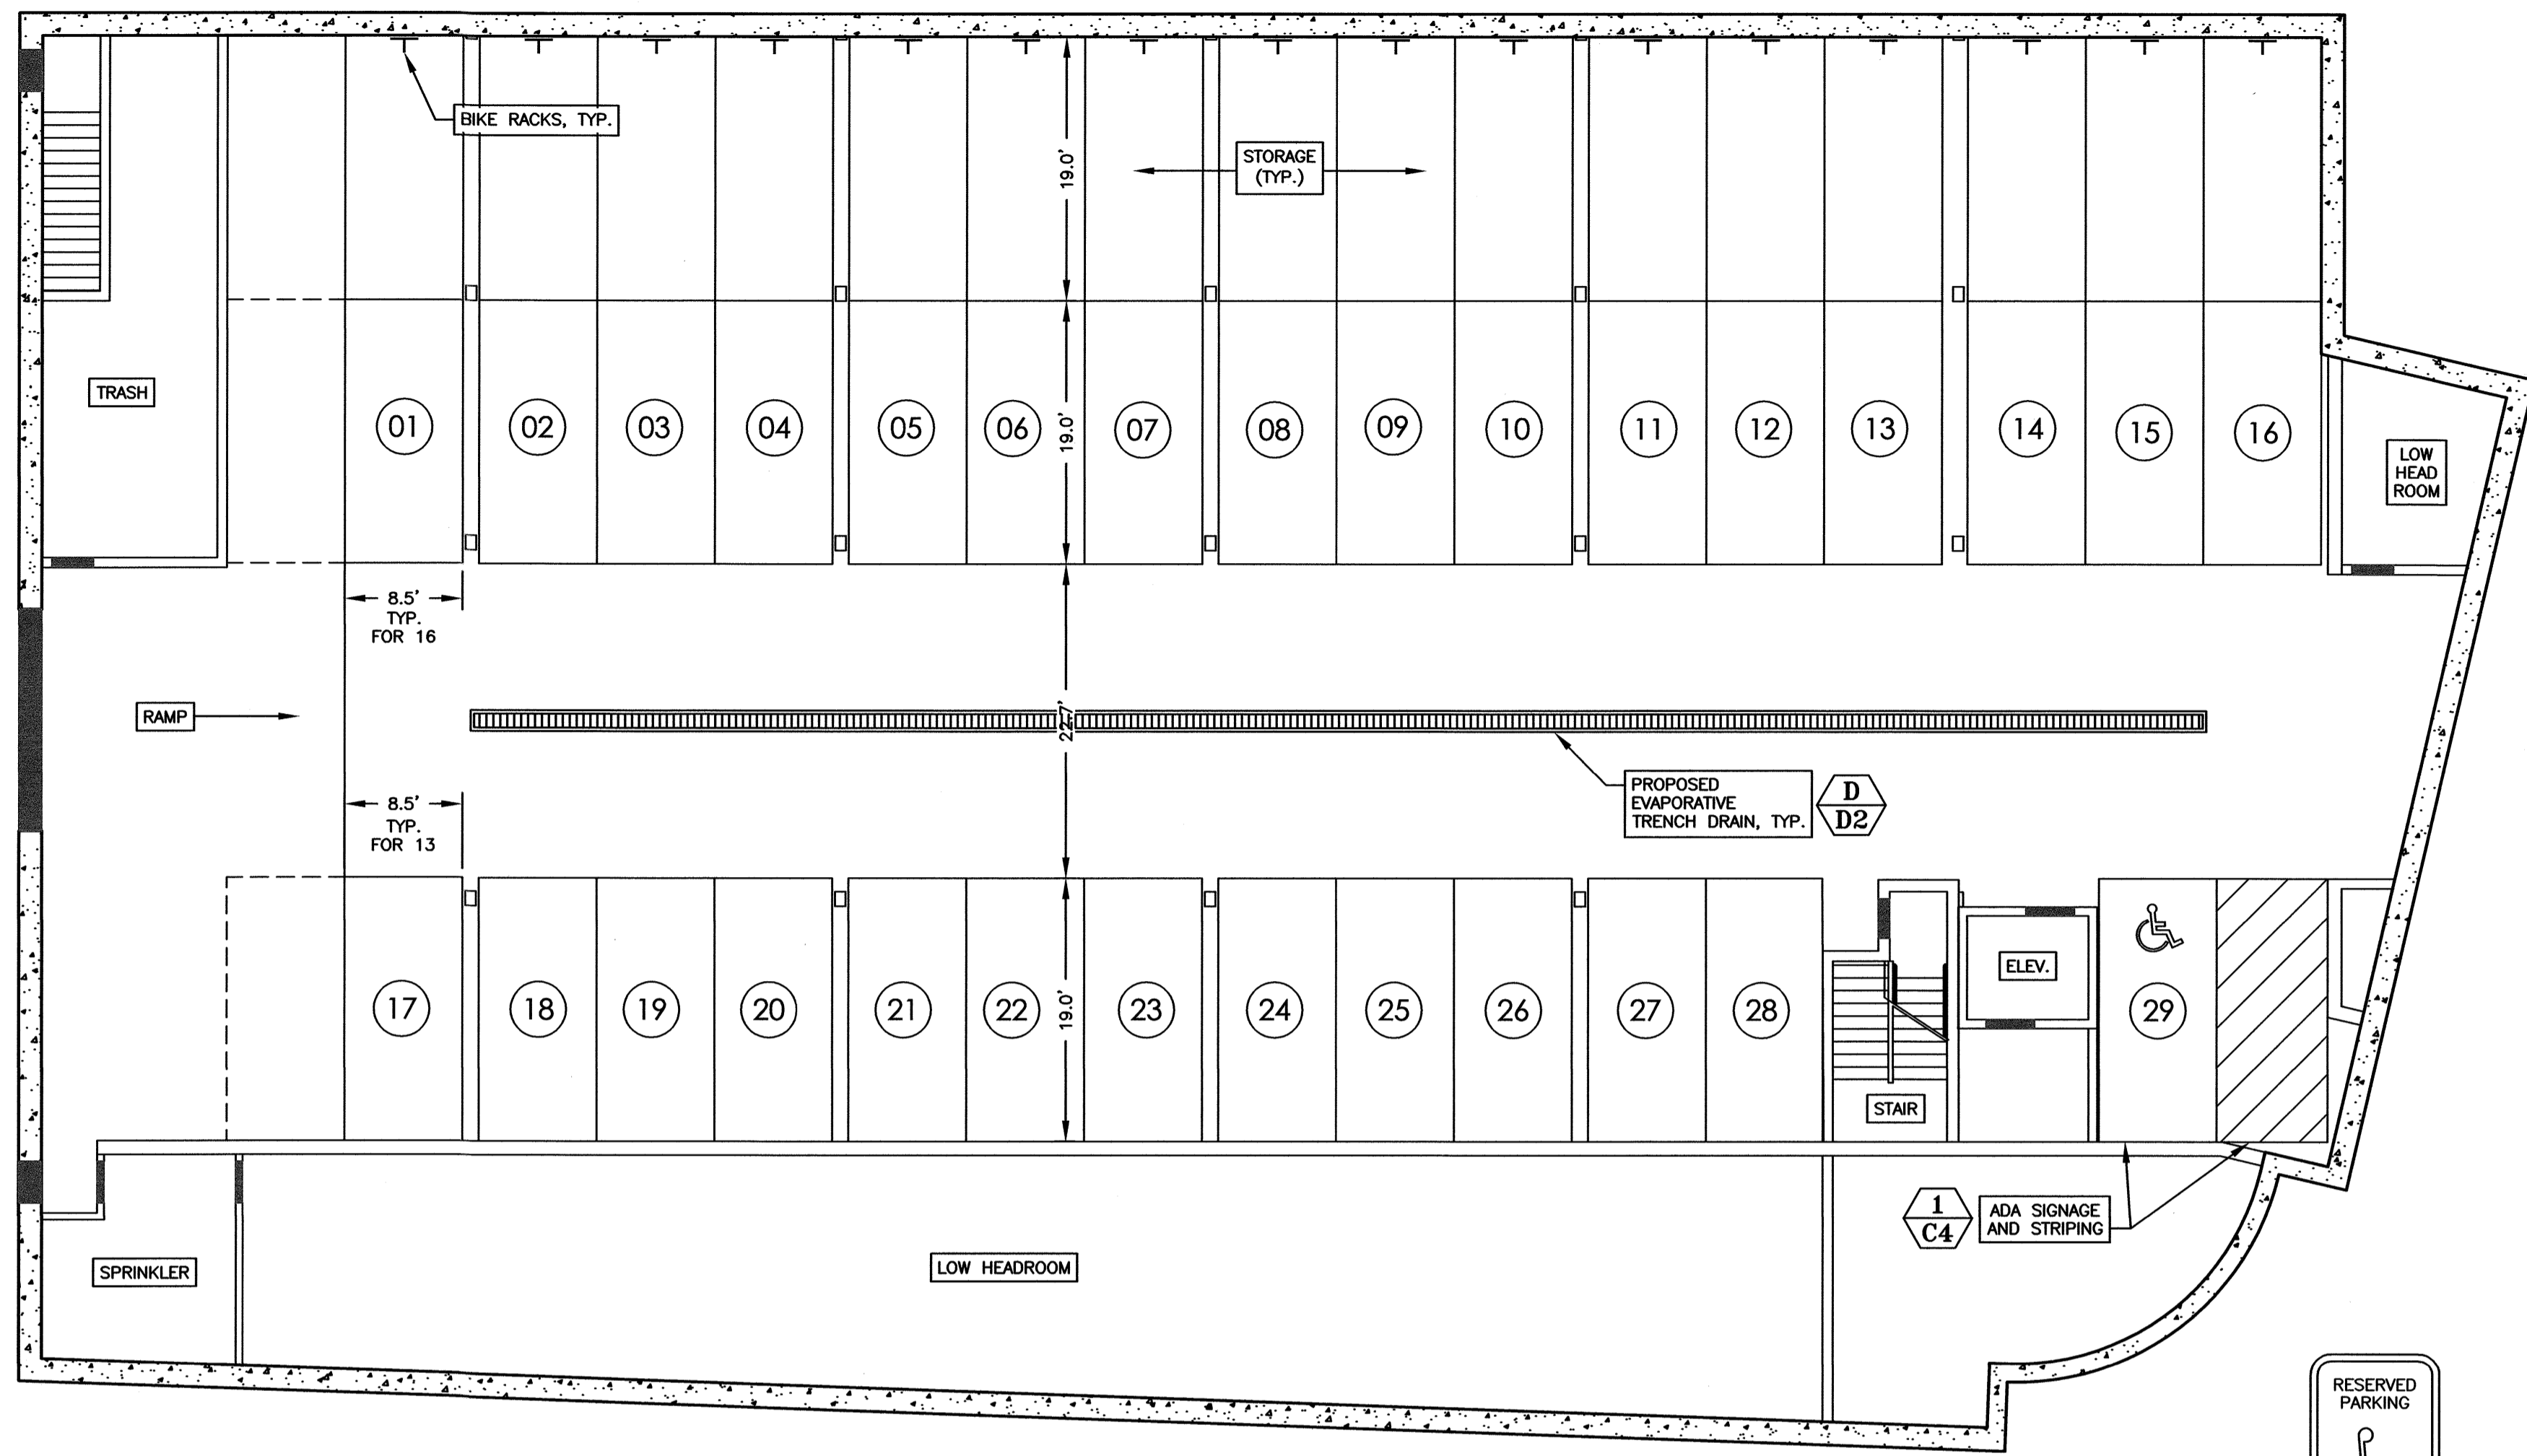 BIKE RACKS, TYP.
19.0'
STORAGE
(TYP.)
TRASH
01
02
03
04
05
06
19.0'
07
08
09
10
11
12
13
14
15
16
LOW
HEAD
ROOM
8.5'
TYP.
FOR 16
RAMP
22.7'
8.5'
TYP.
FOR 13
PROPOSED
EVAPORATIVE
TRENCH DRAIN, TYP.
D
D2
17
18
19
20
21
22
19.0'
23
24
25
26
27
28
STAIR
ELEV.
29
1
C4
ADA SIGNAGE
AND STRIPING
SPRINKLER
LOW HEADROOM
RESERVED
PARKING